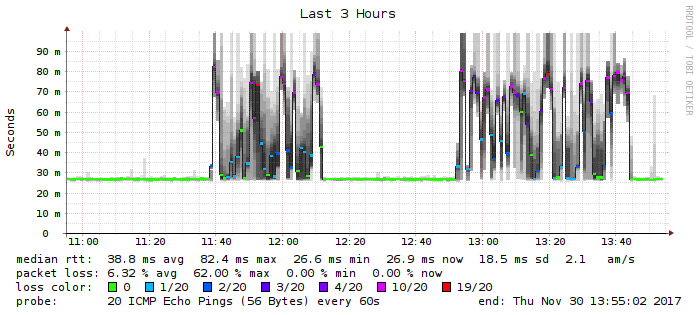 Last 3 Hours
RRDTOOL / TOBI OETIKER
Seconds
90 m
80 m
70 m
60 m
50 m
40 m
30 m
20 m
10 m
0
11:00 11:20 11:40 12:00 12:20 12:40 13:00 13:20 13:40
median rtt: 38.8 ms avg 82.4 ms max 26.6 ms min 26.9 ms now 18.5 ms sd 2.1 am/s
packet loss: 6.32 % avg 62.00 % max 0.00 % min 0.00 % now
loss color: 0 1/20 2/20 3/20 4/20 10/20 19/20
probe: 20 ICMP Echo Pings (56 Bytes) every 60s end: Thu Nov 30 13:55:02 2017